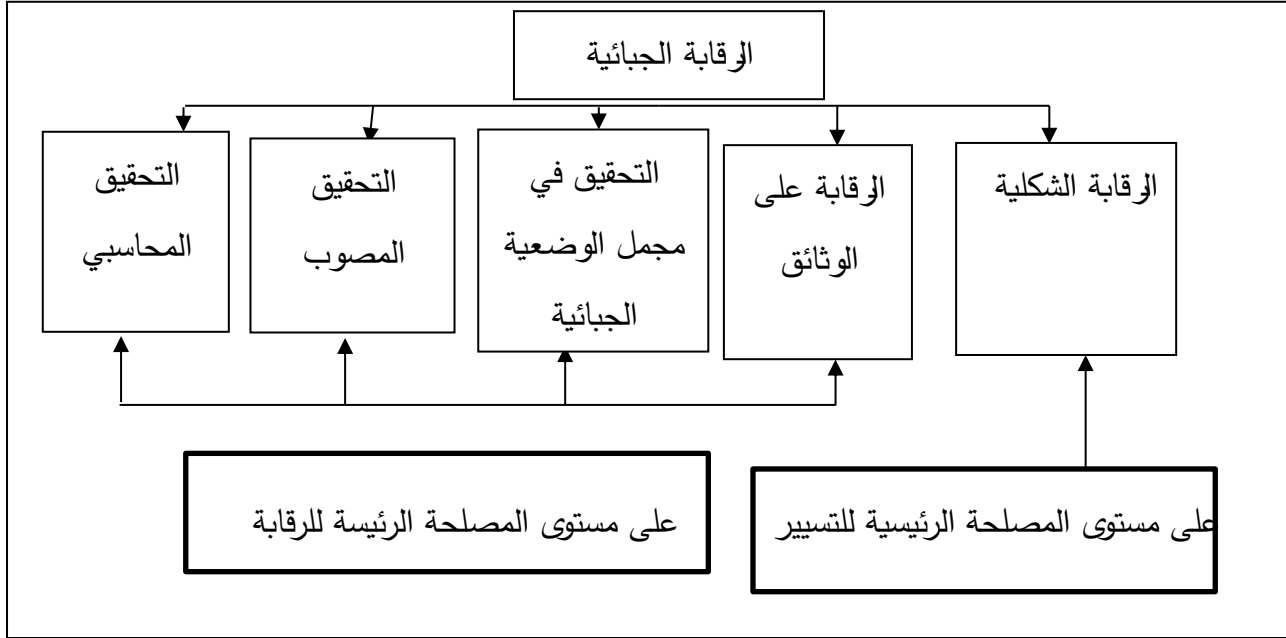 الرقابة الجبائية
الرقابة الشكلية
الرقابة على
الوثائق
التحقيق في
مجمل الوضعية
الجبائية
التحقيق
المصوب
التحقيق
المحاسبي
على مستوى المصلحة الرئيسية للتسيير
على مستوى المصلحة الرئيسة للرقابة